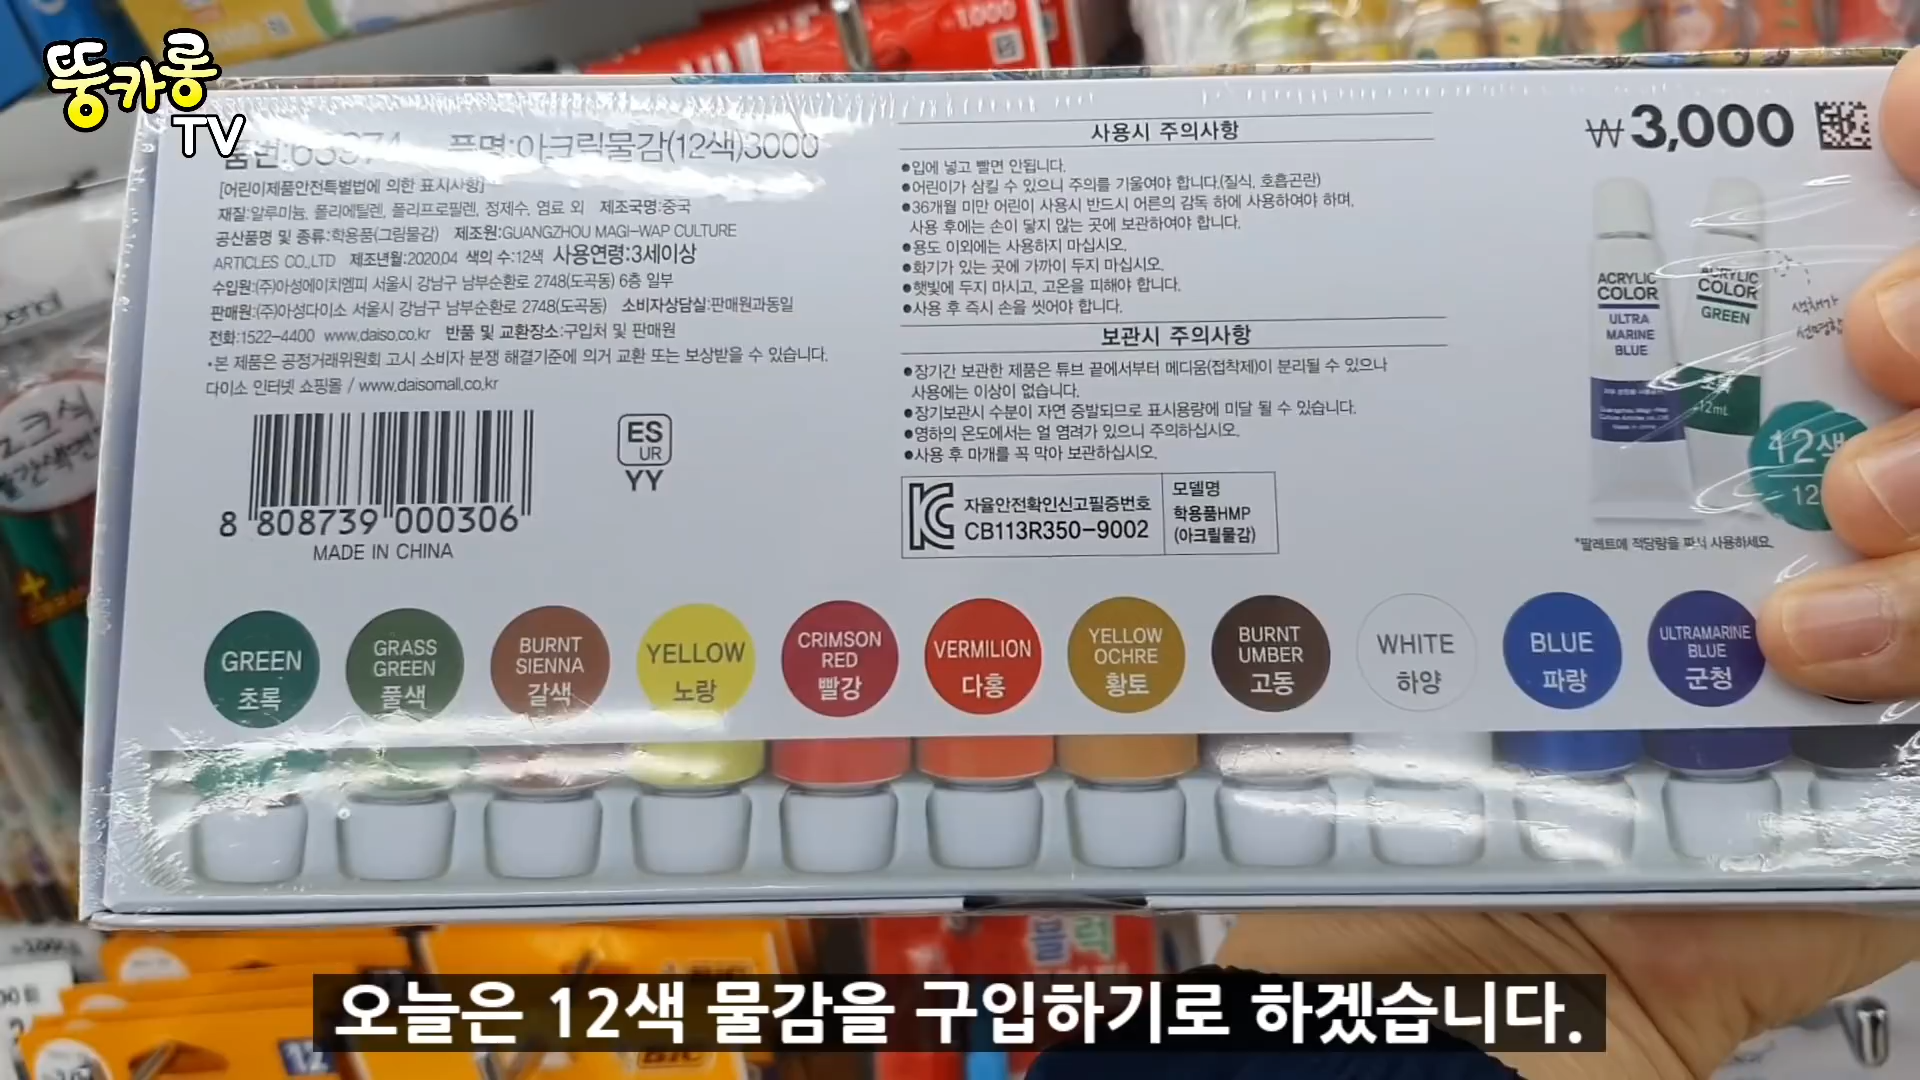 뚱카롱
TV
품번:63974 품명:아크릴물감(12색)3000
[어린이제품안전특별법에 의한 표시사항]
재질:알루미늄, 폴리에틸렌, 폴리프로필렌, 정제수, 염료 외 제조국명:중국
공산품명 및 종류:학용품(그림물감) 제조원:GUANGZHOU MAGI-WAP CULTURE
ARTICLES CO.,LTD 제조년월:2020.04 색의 수:12색 사용연령:3세이상
수입원:(주)아성에이치엠피 서울시 강남구 남부순환로 2748(도곡동) 6층 일부
판매원:(주)아성다이소 서울시 강남구 남부순환로 2748(도곡동) 소비자상담실:판매원과동일
전화:1522-4400 www.daiso.co.kr 반품 및 교환장소:구입처 및 판매원
·본 제품은 공정거래위원회 고시 소비자 분쟁 해결기준에 의거 교환 또는 보상받을 수 있습니다.
다이소 인터넷 쇼핑몰 / www.daisomall.co.kr
8 808739 000306
MADE IN CHINA
ES
UR
YY
사용시 주의사항
●입에 넣고 빨면 안됩니다.
●어린이가 삼킬 수 있으니 주의를 기울여야 합니다.(질식, 호흡곤란)
●36개월 미만 어린이 사용시 반드시 어른의 감독 하에 사용하여야 하며,
사용 후에는 손이 닿지 않는 곳에 보관하여야 합니다.
●용도 이외에는 사용하지 마십시오.
●화기가 있는 곳에 가까이 두지 마십시오.
●햇빛에 두지 마시고, 고온을 피해야 합니다.
●사용 후 즉시 손을 씻어야 합니다.
보관시 주의사항
●장기간 보관한 제품은 튜브 끝에서부터 메디움(접착제)이 분리될 수 있으나
사용에는 이상이 없습니다.
●장기보관시 수분이 자연 증발되므로 표시용량에 미달 될 수 있습니다.
●영하의 온도에서는 얼 염려가 있으니 주의하십시오.
●사용 후 마개를 꼭 막아 보관하십시오.
자율안전확인신고필증번호
CB113R350-9002
모델명
학용품HMP
(아크릴물감)
₩3,000
ACRYLIC
COLOR
ULTRA
MARINE
BLUE
ACRYLIC
COLOR
GREEN
12mL
12색
12
*팔레트에 적당량을 짜서 사용하세요.
GREEN
초록
GRASS
GREEN
풀색
BURNT
SIENNA
갈색
YELLOW
노랑
CRIMSON
RED
빨강
VERMILION
다홍
YELLOW
OCHRE
황토
BURNT
UMBER
고동
WHITE
하양
BLUE
파랑
ULTRAMARINE
BLUE
군청
1,000
BIC
오늘은 12색 물감을 구입하기로 하겠습니다.